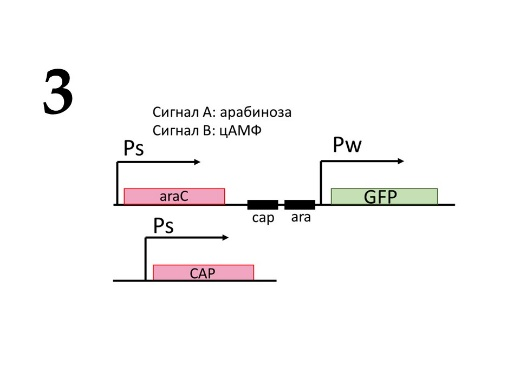 3
Сигнал А: арабиноза
Сигнал В: цАМФ
Ps
Pw
araC
GFP
cap
ara
Ps
CAP